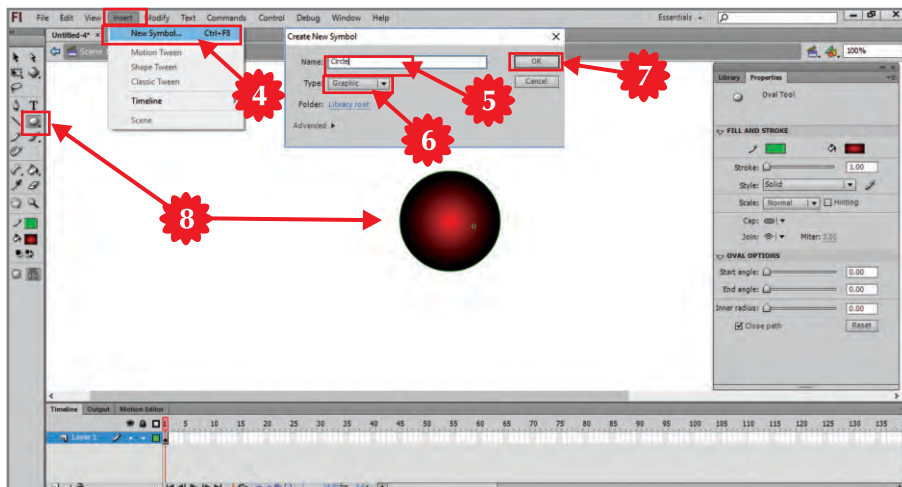 Fl File Edit View Insert Modify Text Commands Control Debug Window Help Essentials
Untitled-4* ×
New Symbol... Ctrl+F8
Motion Tween
Shape Tween
Classic Tween
Timeline
Scene
Scene
4
Create New Symbol
Name: Circle
Type: Graphic
Folder: Library root
Advanced
OK
Cancel
5
6
7
8
100%
Library Properties
Oval Tool
FILL AND STROKE
Stroke: 1.00
Style: Solid
Scale: Normal Hinting
Cap:
Join: Miter: 3.00
OVAL OPTIONS
Start angle: 0.00
End angle: 0.00
Inner radius: 0.00
Close path Reset
Timeline Output Motion Editor
1 5 10 15 20 25 30 35 40 45 50 55 60 65 70 75 80 85 90 95 100 105 110 115 120 125 130 135
Layer 1